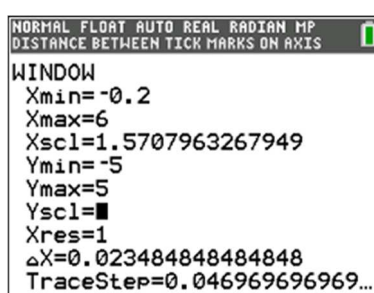 NORMAL FLOAT AUTO REAL RADIAN MP
DISTANCE BETWEEN TICK MARKS ON AXIS
WINDOW
Xmin=-0.2
Xmax=6
Xscl=1.5707963267949
Ymin=-5
Ymax=5
Yscl=
Xres=1
△X=0.023484848484848
TraceStep=0.046969696969…